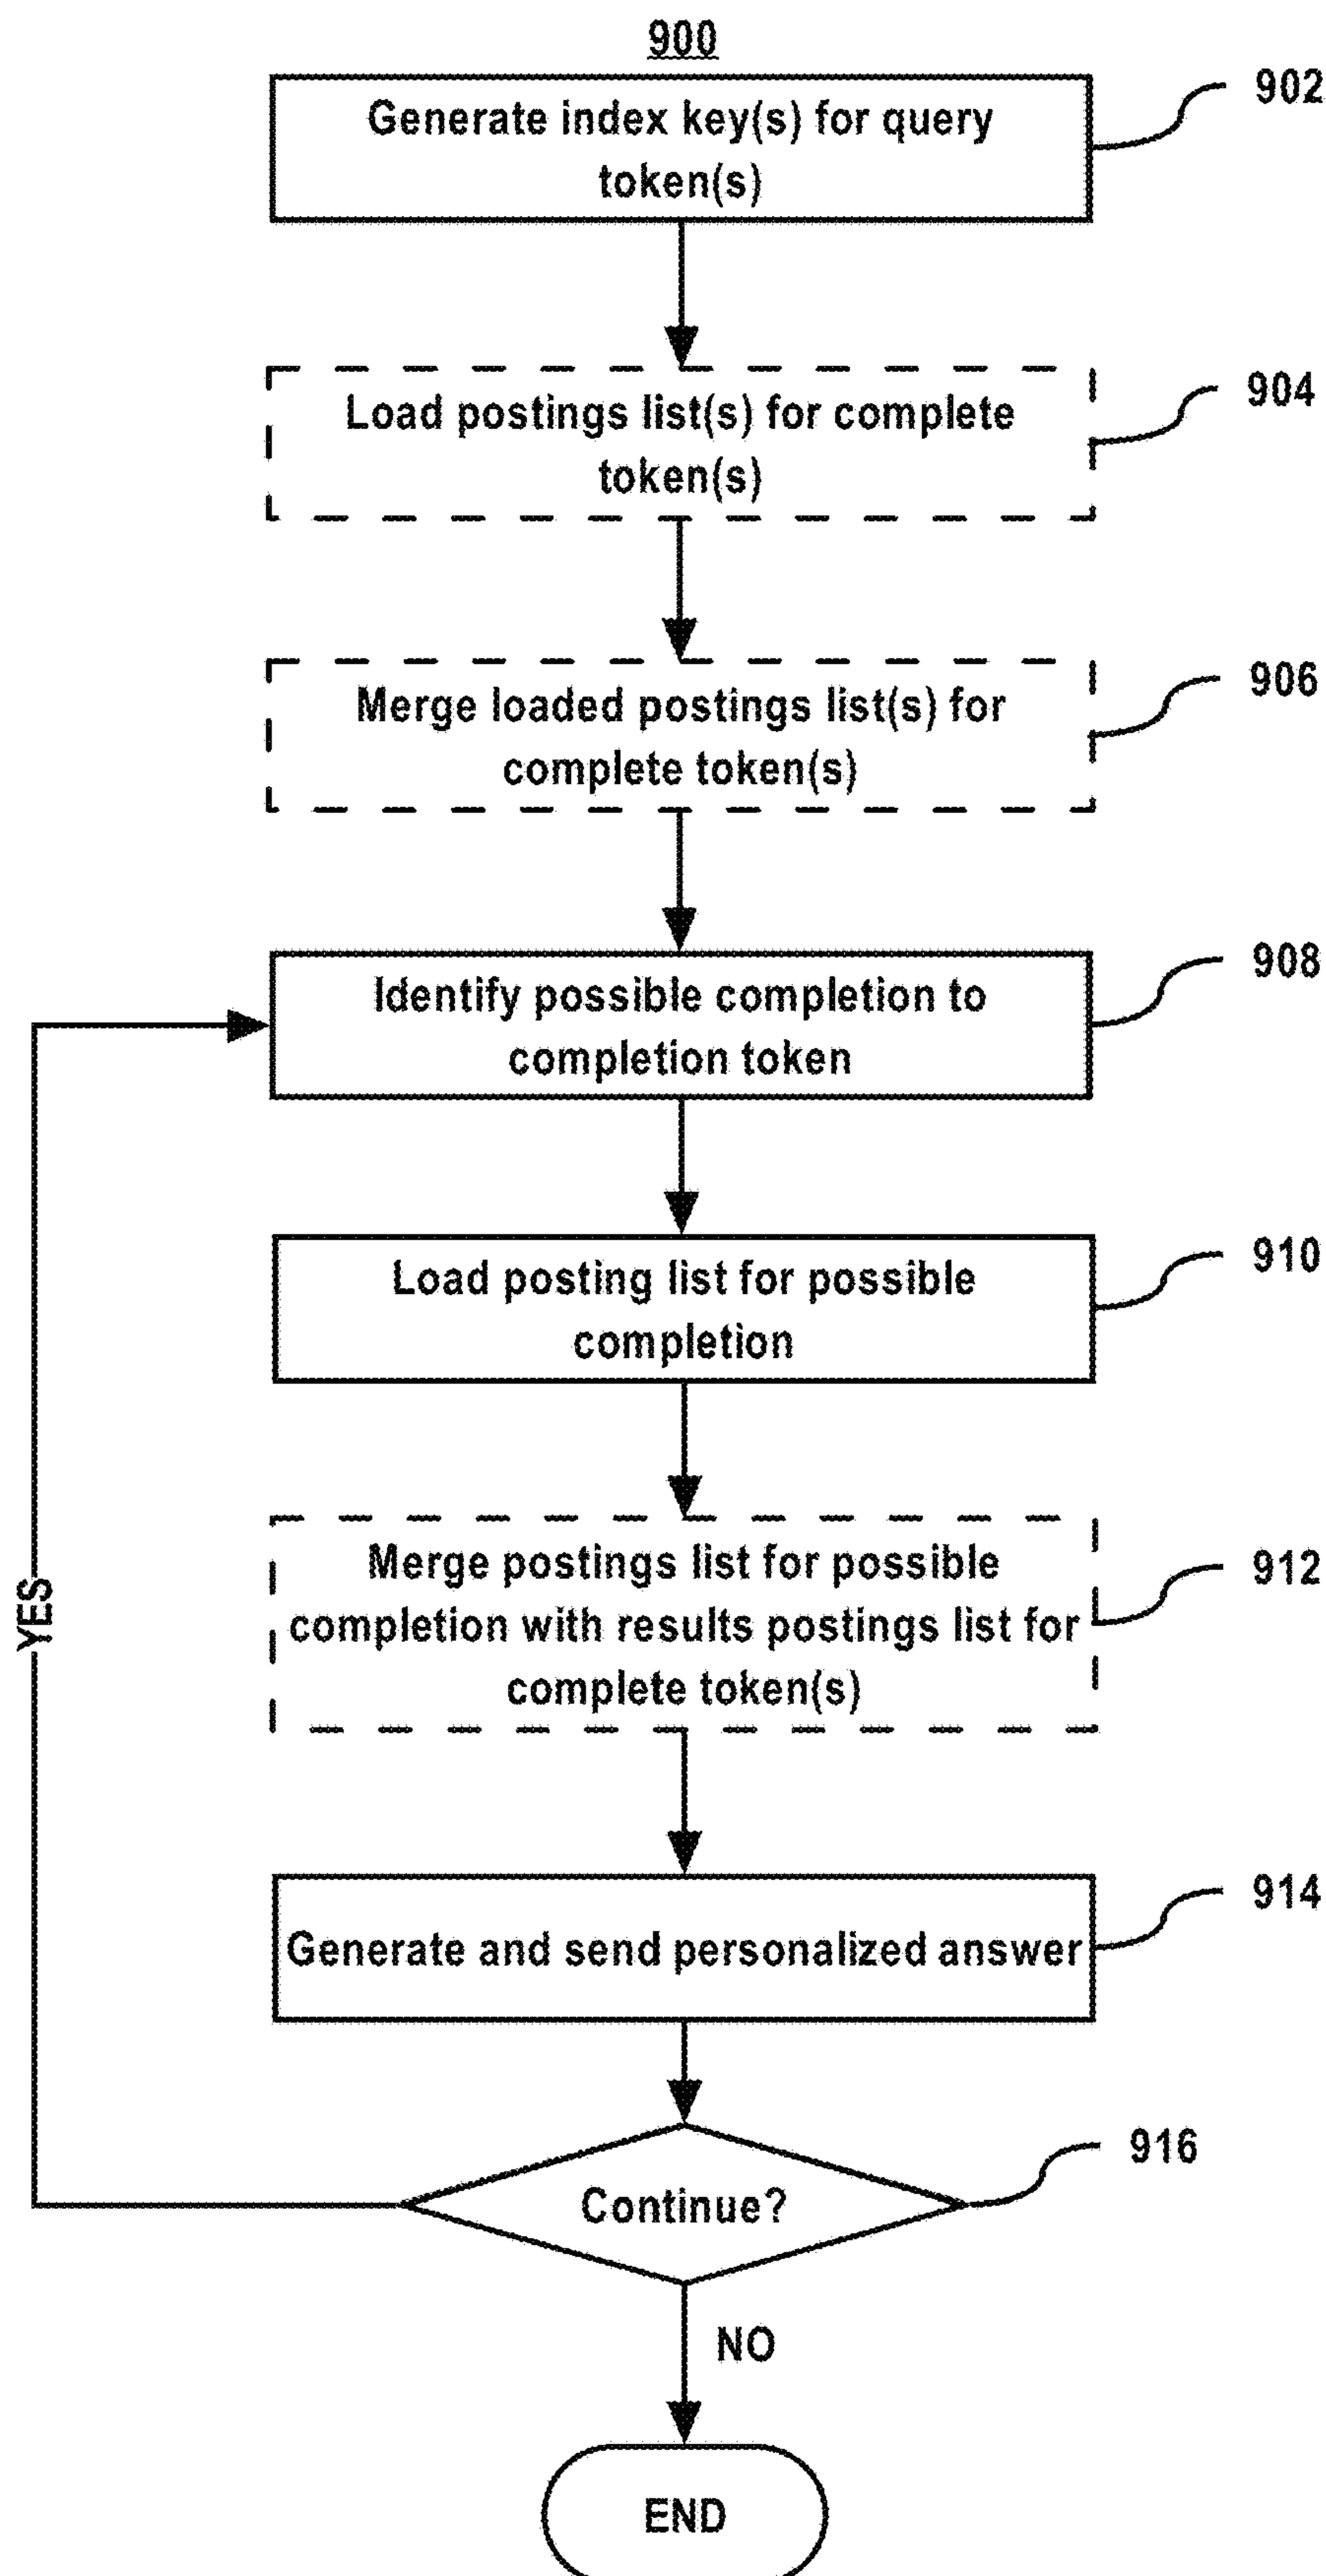 900
902
Generate index key(s) for query
token(s)
904
Load postings list(s) for complete
token(s)
906
Merge loaded postings list(s) for
complete token(s)
908
Identify possible completion to
completion token
910
Load posting list for possible
completion
912
Merge postings list for possible
completion with results postings list for
complete token(s)
YES
914
Generate and send personalized answer
916
Continue?
NO
END